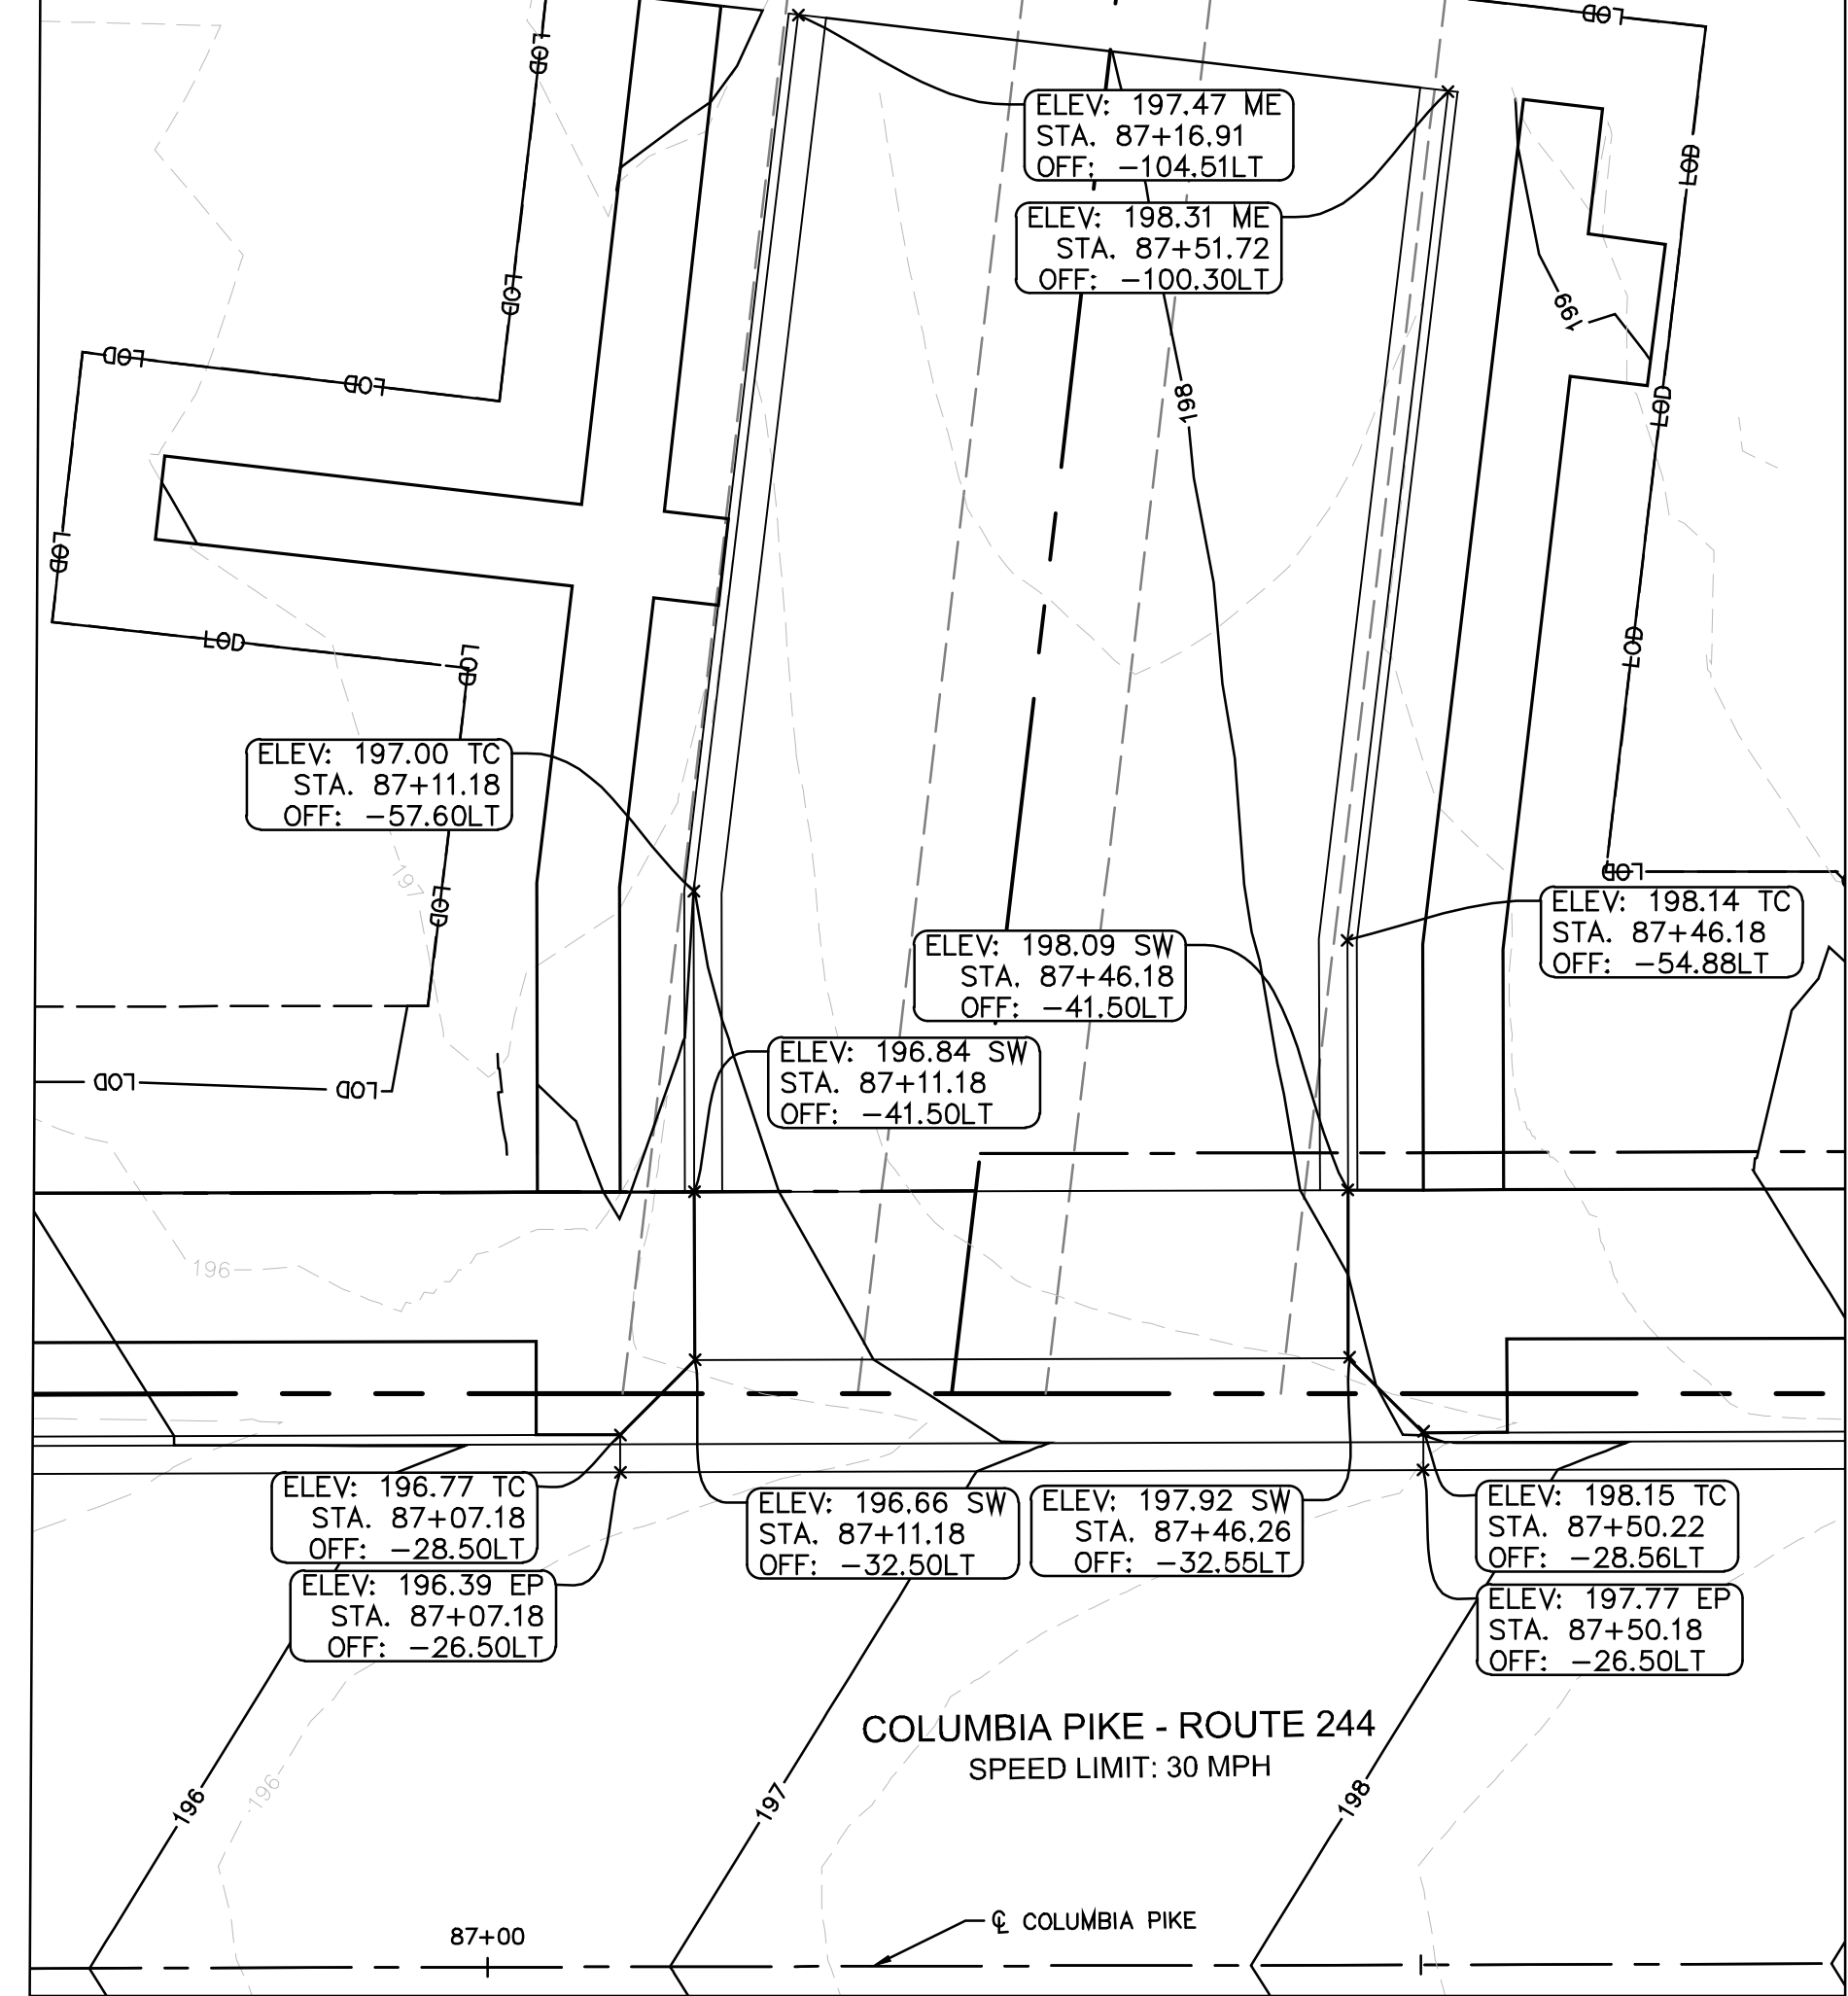 LOD
LOD
ELEV: 197.47 ME
STA. 87+16.91
OFF: -104.51LT
LOD
ELEV: 198.31 ME
STA. 87+51.72
OFF: -100.30LT
LOD
199
LOD
LOD
198
LOD
LOD
LOD
LOD
LOD
ELEV: 197.00 TC
STA. 87+11.18
OFF: -57.60LT
197
LOD
LOD
ELEV: 198.14 TC
STA. 87+46.18
OFF: -54.88LT
ELEV: 198.09 SW
STA. 87+46.18
OFF: -41.50LT
ELEV: 196.84 SW
STA. 87+11.18
OFF: -41.50LT
LOD
LOD
196
ELEV: 196.77 TC
STA. 87+07.18
OFF: -28.50LT
ELEV: 196.66 SW
STA. 87+11.18
OFF: -32.50LT
ELEV: 197.92 SW
STA. 87+46.26
OFF: -32.55LT
ELEV: 198.15 TC
STA. 87+50.22
OFF: -28.56LT
ELEV: 196.39 EP
STA. 87+07.18
OFF: -26.50LT
ELEV: 197.77 EP
STA. 87+50.18
OFF: -26.50LT
COLUMBIA PIKE - ROUTE 244
SPEED LIMIT: 30 MPH
196
196
197
198
87+00
℄ COLUMBIA PIKE